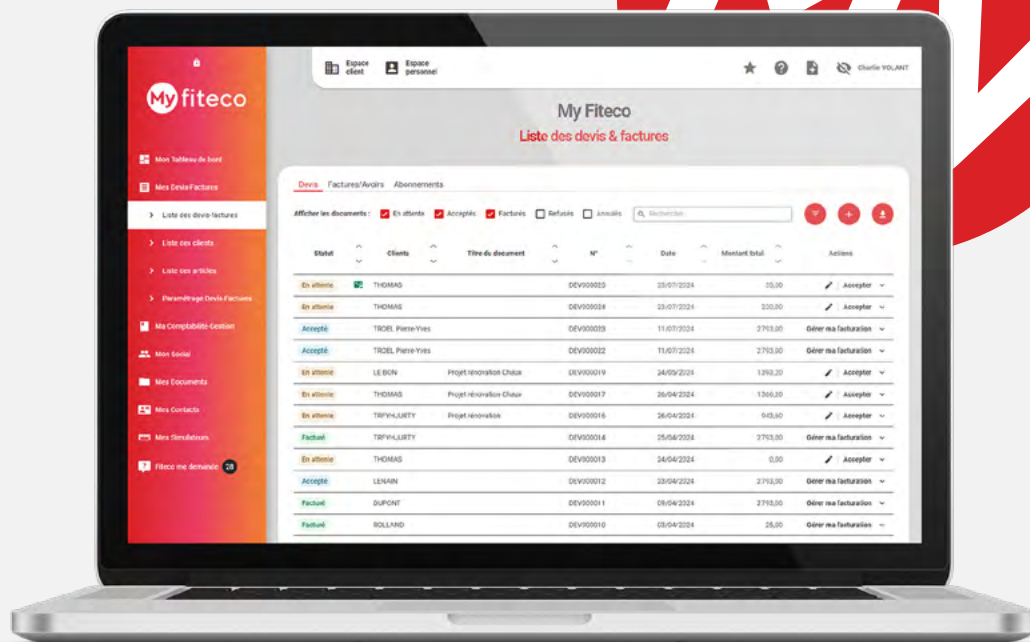 My fiteco
Espace client
Espace personnel
Charlie VOLANT
My Fiteco
Liste des devis & factures
Mon Tableau de bord
Mes Devis-Factures
Liste des devis-factures
Liste des clients
Liste des articles
Paramétrage Devis-Factures
Ma Comptabilité-Gestion
Mon Social
Mes Documents
Mes Contacts
Mes Simulateurs
Fiteco me demande 28
Devis Factures/Avoirs Abonnements
Afficher les documents : En attente Acceptés Facturés Refusés Annulés Rechercher
Statut Clients Titre du document N° Date Montant total Actions
En attente THOMAS DEV000025 23/07/2024 Accepter
En attente THOMAS DEV000024 23/07/2024 Accepter
Accepté TROEL Pierre-Yves DEV000023 11/07/2024 2793,00 Gérer ma facturation
Accepté TROEL Pierre-Yves DEV000022 11/07/2024 2793,00 Gérer ma facturation
En attente LE BON Projet rénovation Chaux DEV000019 24/05/2024 1393,20 Accepter
En attente THOMAS Projet rénovation Chaux DEV000017 26/04/2024 Accepter
En attente Projet rénovation DEV000016 26/04/2024 Accepter
Facturé DEV000014 25/04/2024 2793,00 Gérer ma facturation
En attente THOMAS DEV000013 24/04/2024 0,00 Accepter
Accepté LENAIN DEV000012 23/04/2024 2793,00 Gérer ma facturation
Facturé DUPONT DEV000011 09/04/2024 2793,00 Gérer ma facturation
Facturé ROLLAND DEV000010 03/04/2024 28,00 Gérer ma facturation